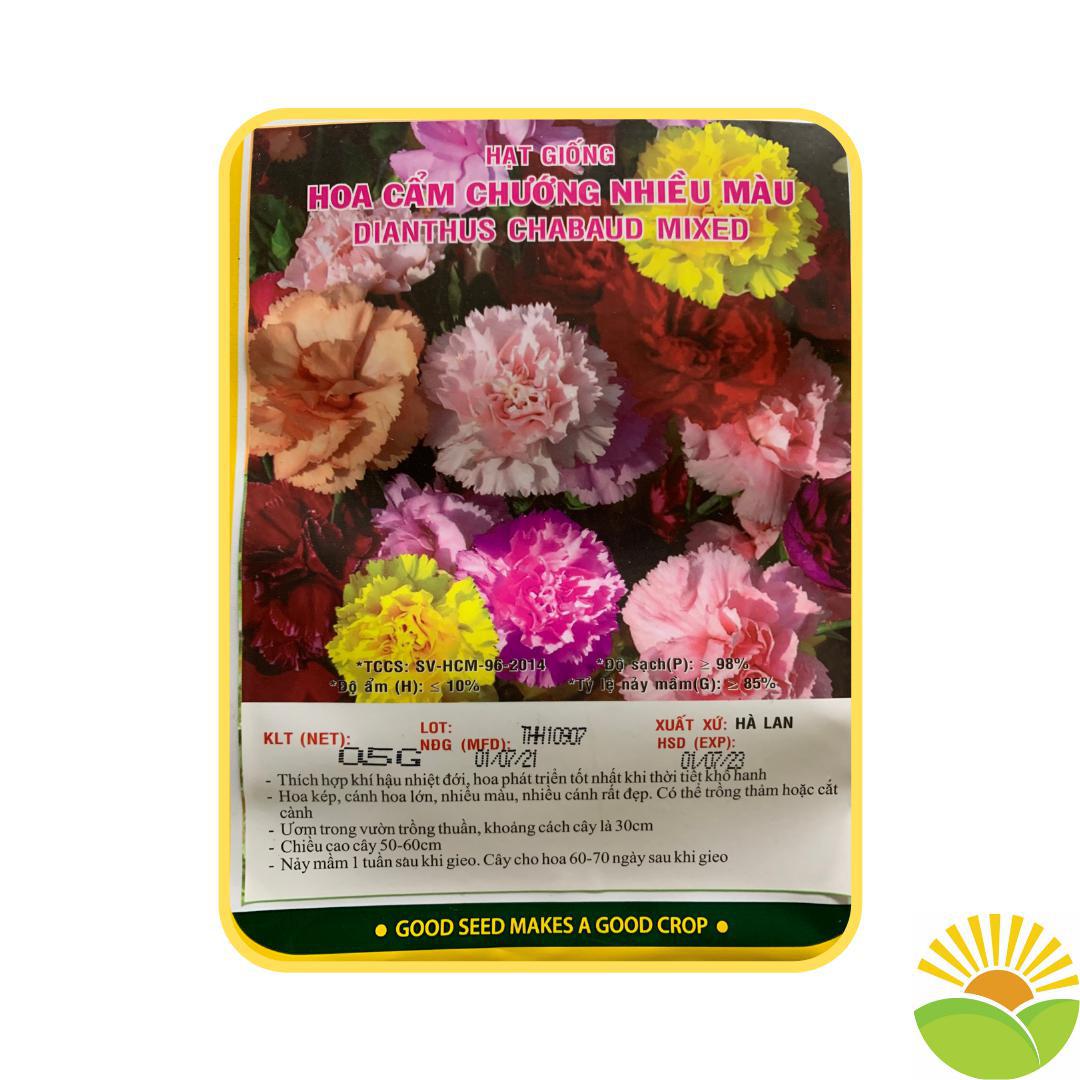 HẠT GIỐNG
HOA CẨM CHƯỚNG NHIỀU MÀU
DIANTHUS CHABAUD MIXED
*TCCS: SV-HCM-96-2014 *Độ sạch(P): ≥ 98%
*Độ ẩm (H): ≤ 10% *Tỷ lệ nảy mầm(G): ≥ 85%
KLT (NET): 0.5G LOT: THH10907 XUẤT XỨ: HÀ LAN
NĐG (MFD): 01/07/21 HSD (EXP): 01/07/23
- Thích hợp khí hậu nhiệt đới, hoa phát triển tốt nhất khi thời tiết khô hanh
- Hoa kép, cánh hoa lớn, nhiều màu, nhiều cánh rất đẹp. Có thể trồng thảm hoặc cắt
cành
- Ươm trong vườn trồng thuần, khoảng cách cây là 30cm
- Chiều cao cây 50-60cm
- Nảy mầm 1 tuần sau khi gieo. Cây cho hoa 60-70 ngày sau khi gieo
• GOOD SEED MAKES A GOOD CROP •